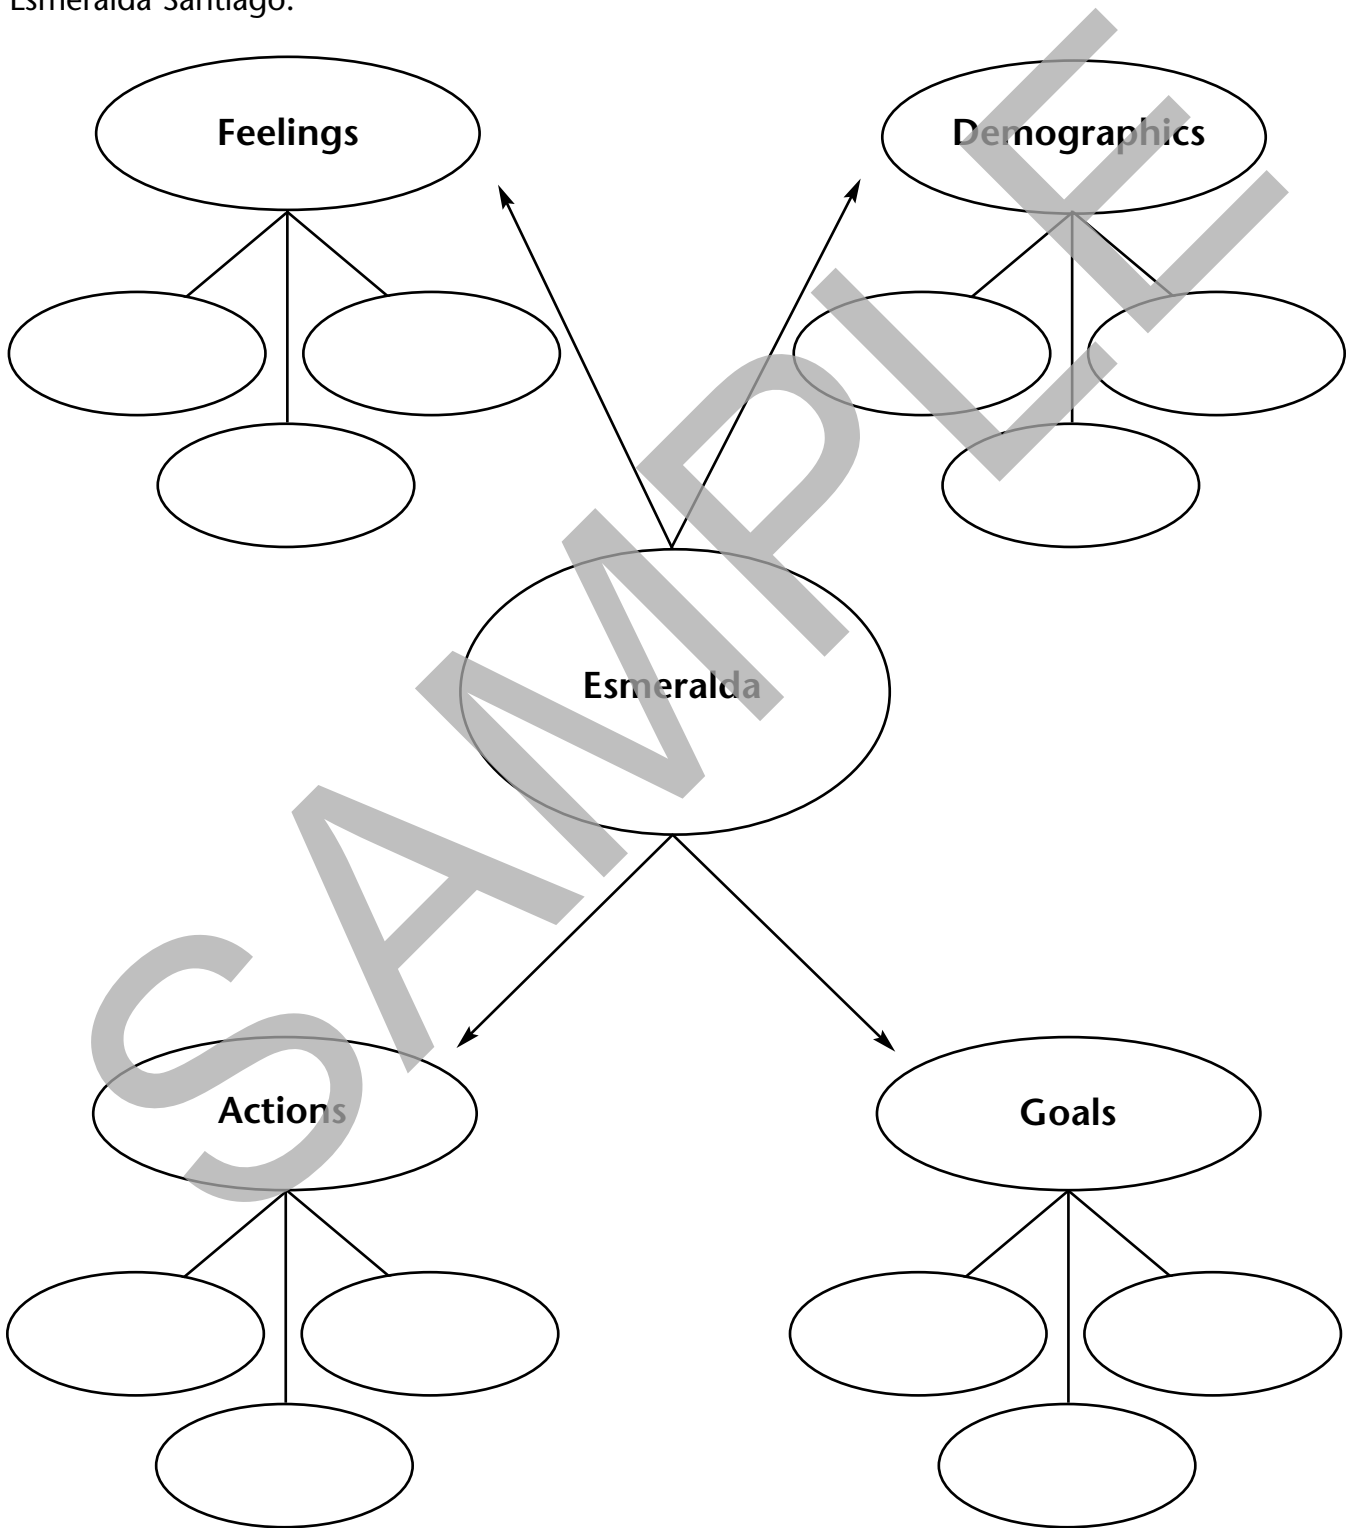 Esmeralda Santiago.
Feelings
Demographics
Esmeralda
Actions
Goals
SAMPLE